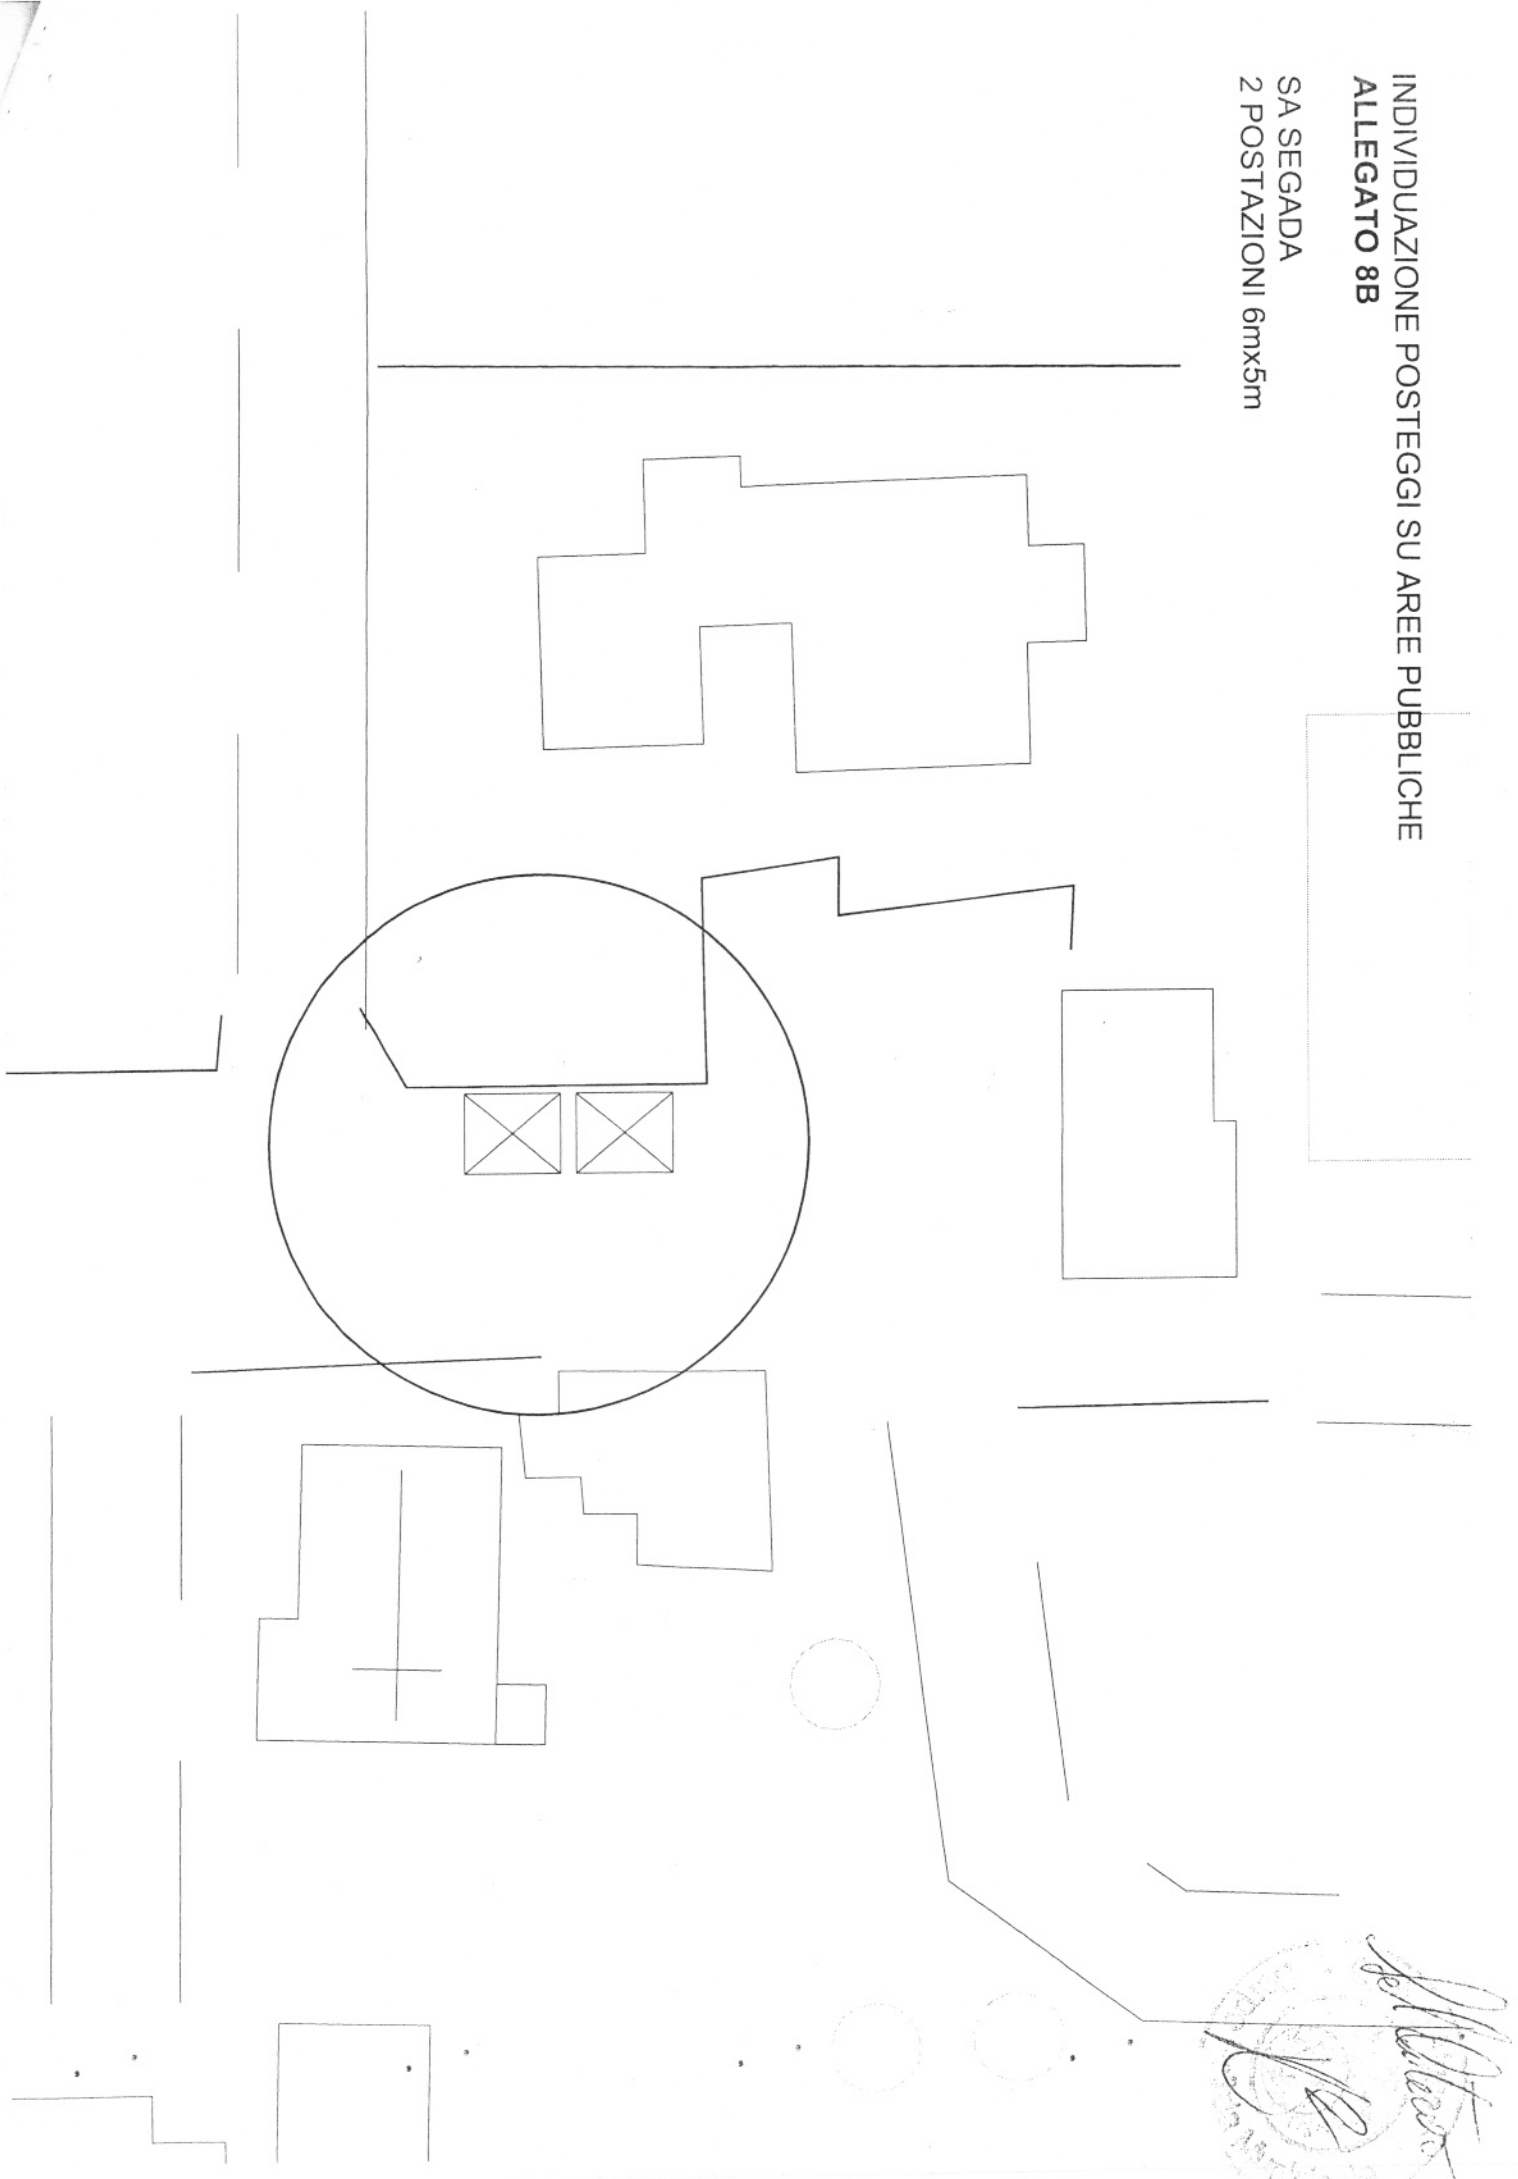 INDIVIDUAZIONE POSTEGGI SU AREE PUBBLICHE
ALLEGATO 8B
SA SEGADA
2 POSTAZIONI 6mx5m